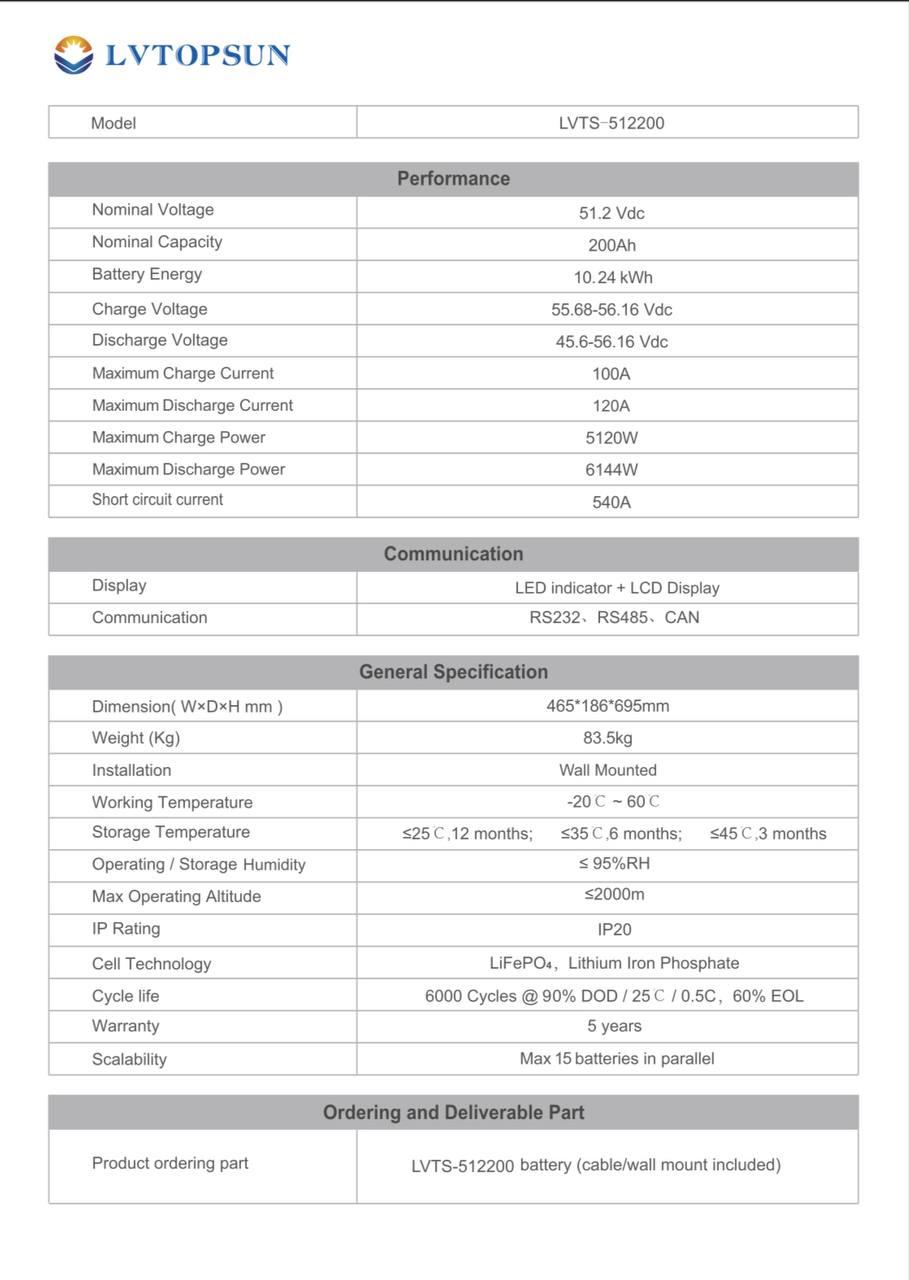 LVTOPSUN
Model LVTS-512200
Performance
Nominal Voltage 51.2 Vdc
Nominal Capacity 200Ah
Battery Energy 10.24 kWh
Charge Voltage 55.68-56.16 Vdc
Discharge Voltage 45.6-56.16 Vdc
Maximum Charge Current 100A
Maximum Discharge Current 120A
Maximum Charge Power 5120W
Maximum Discharge Power 6144W
Short circuit current 540A
Communication
Display LED indicator + LCD Display
Communication RS232、RS485、CAN
General Specification
Dimension( W×D×H mm ) 465*186*695mm
Weight (Kg) 83.5kg
Installation Wall Mounted
Working Temperature -20℃ ~ 60℃
Storage Temperature ≤25℃,12 months; ≤35℃,6 months; ≤45℃,3 months
Operating / Storage Humidity ≤ 95%RH
Max Operating Altitude ≤2000m
IP Rating IP20
Cell Technology LiFePO₄，Lithium Iron Phosphate
Cycle life 6000 Cycles @ 90% DOD / 25℃ / 0.5C，60% EOL
Warranty 5 years
Scalability Max 15 batteries in parallel
Ordering and Deliverable Part
Product ordering part LVTS-512200 battery (cable/wall mount included)